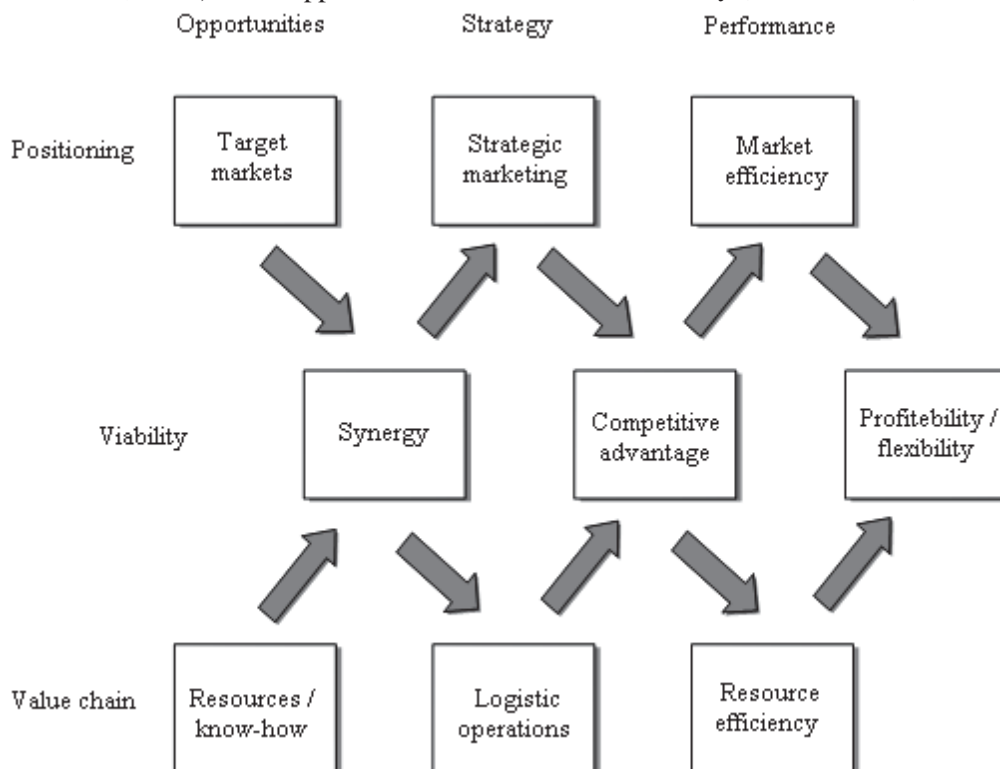 Opportunities Strategy Performance
Positioning
Target
markets
Strategic
marketing
Market
efficiency
Viability
Synergy
Competitive
advantage
Profitebility /
flexibility
Value chain
Resources /
know-how
Logistic
operations
Resource
efficiency